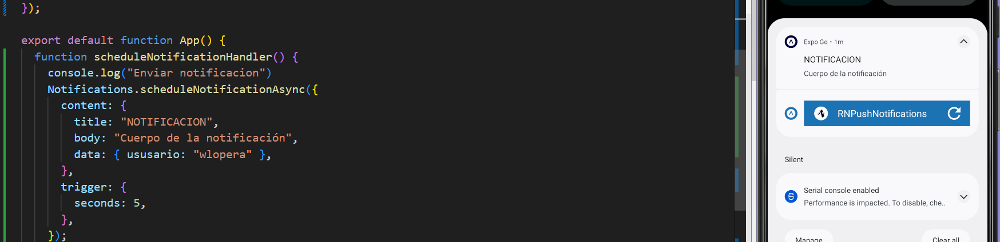 });
export default function App() {
function scheduleNotificationHandler() {
console.log("Enviar notificacion")
Notifications.scheduleNotificationAsync({
content: {
title: "NOTIFICACION",
body: "Cuerpo de la notificación",
data: { ususario: "wlopera" },
},
trigger: {
seconds: 5,
},
});
Expo Go • 1m
NOTIFICACION
Cuerpo de la notificación
RNPushNotifications
Silent
Serial console enabled
Performance is impacted. To disable, che..
Manage
Clear all